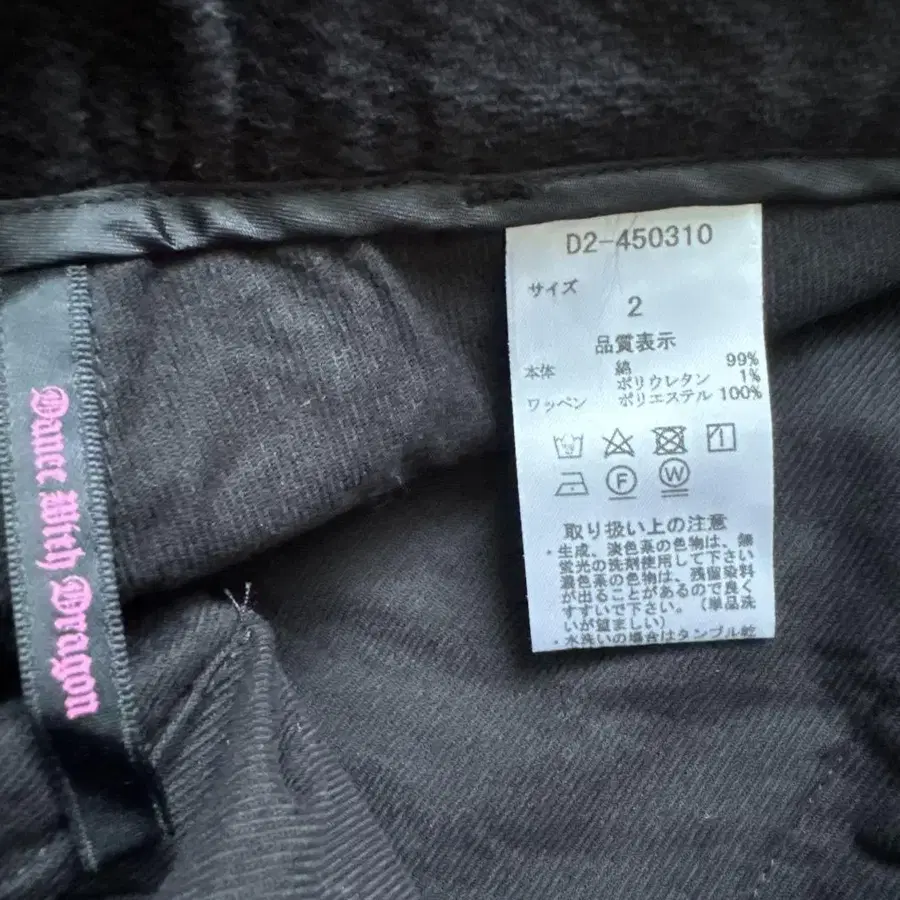 Dance With Dragon
D2-450310
サイズ
2
品質表示
本体 綿 99%
ポリウレタン 1%
ワッペン ポリエステル 100%
F W
取り扱い上の注意
・生成、淡色系の色物は、無
蛍光の洗剤使用して下さい
濃色系の色物は、残留染料
が出ることがあるので良く
すすいで下さい。（単品洗
いが望ましい）
・水洗いの場合はタンブル乾